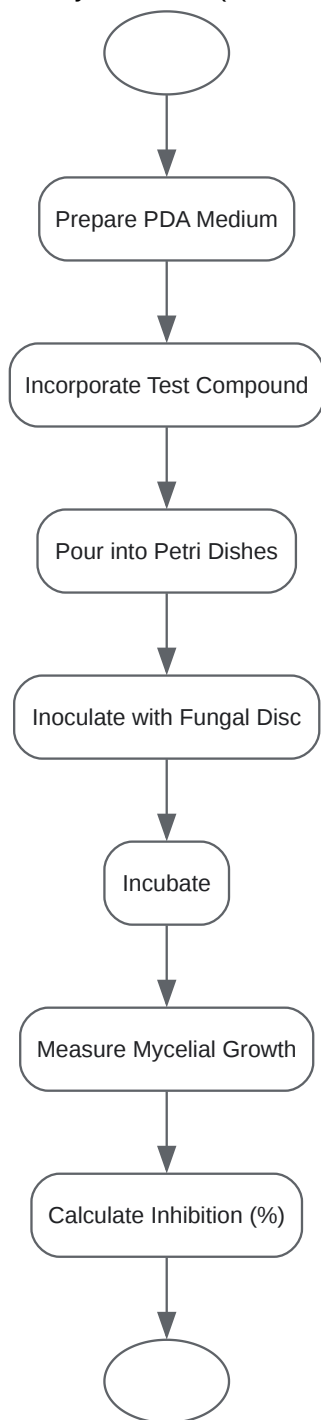 Prepare PDA Medium
Incorporate Test Compound
Pour into Petri Dishes
Inoculate with Fungal Disc
Incubate
Measure Mycelial Growth
Calculate Inhibition (%)